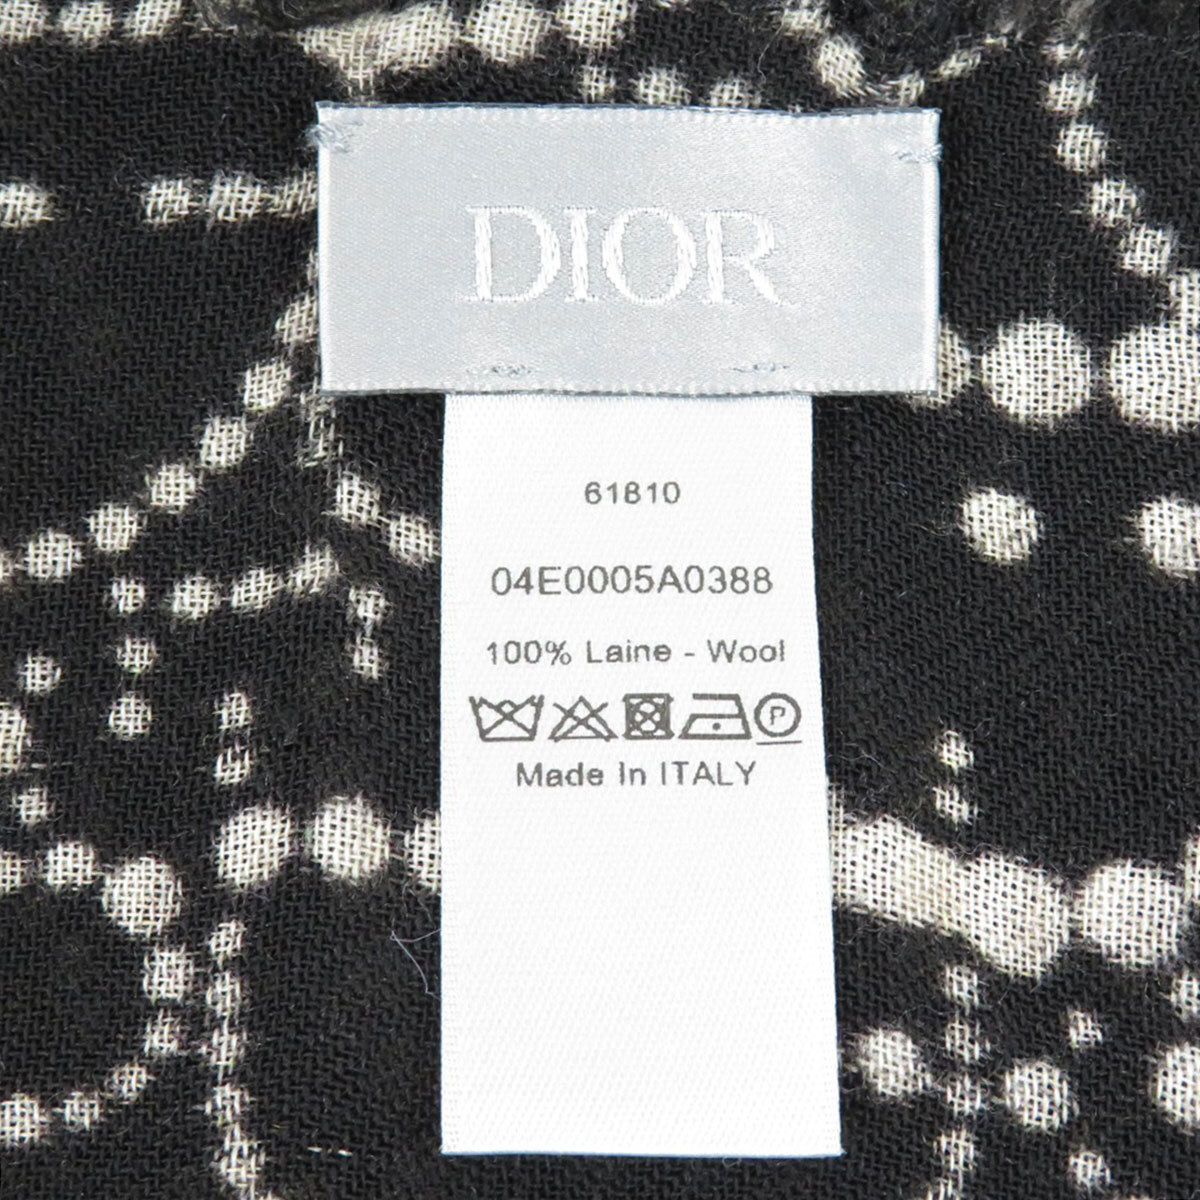 DIOR
61810
04E0005A0388
100% Laine - Wool
P
Made In ITALY